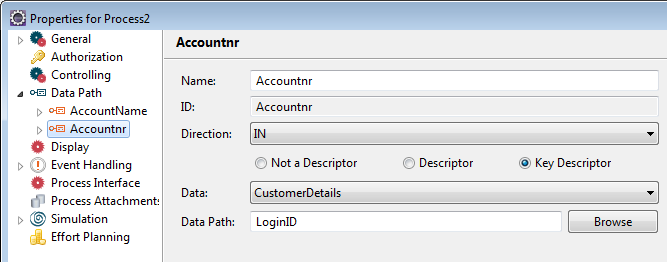 Properties for Process2
General
Authorization
Controlling
Data Path
AccountName
Accountnr
Display
Event Handling
Process Interface
Process Attachments
Simulation
Effort Planning
Accountnr
Name: Accountnr
ID: Accountnr
Direction: IN
Not a Descriptor Descriptor Key Descriptor
Data: CustomerDetails
Data Path: LoginID Browse